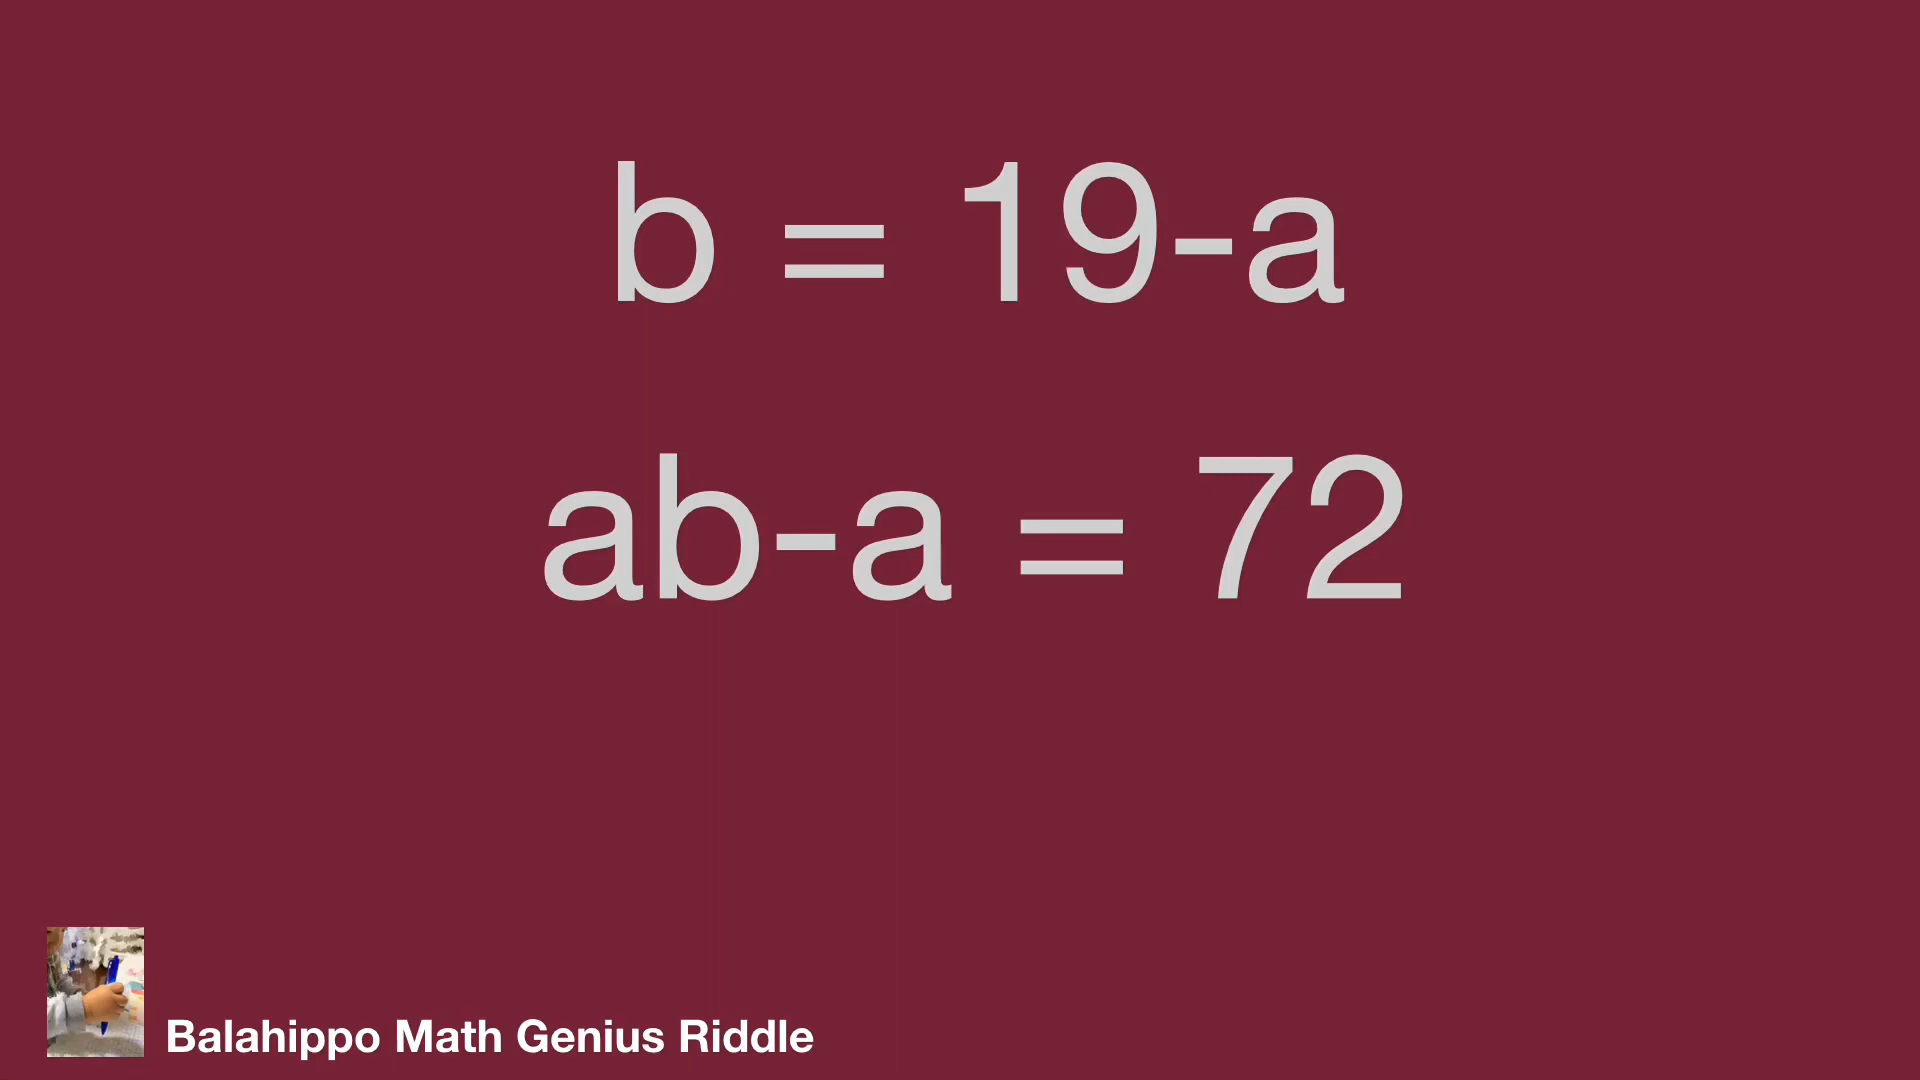 b = 19-a
ab-a = 72
Balahippo Math Genius Riddle